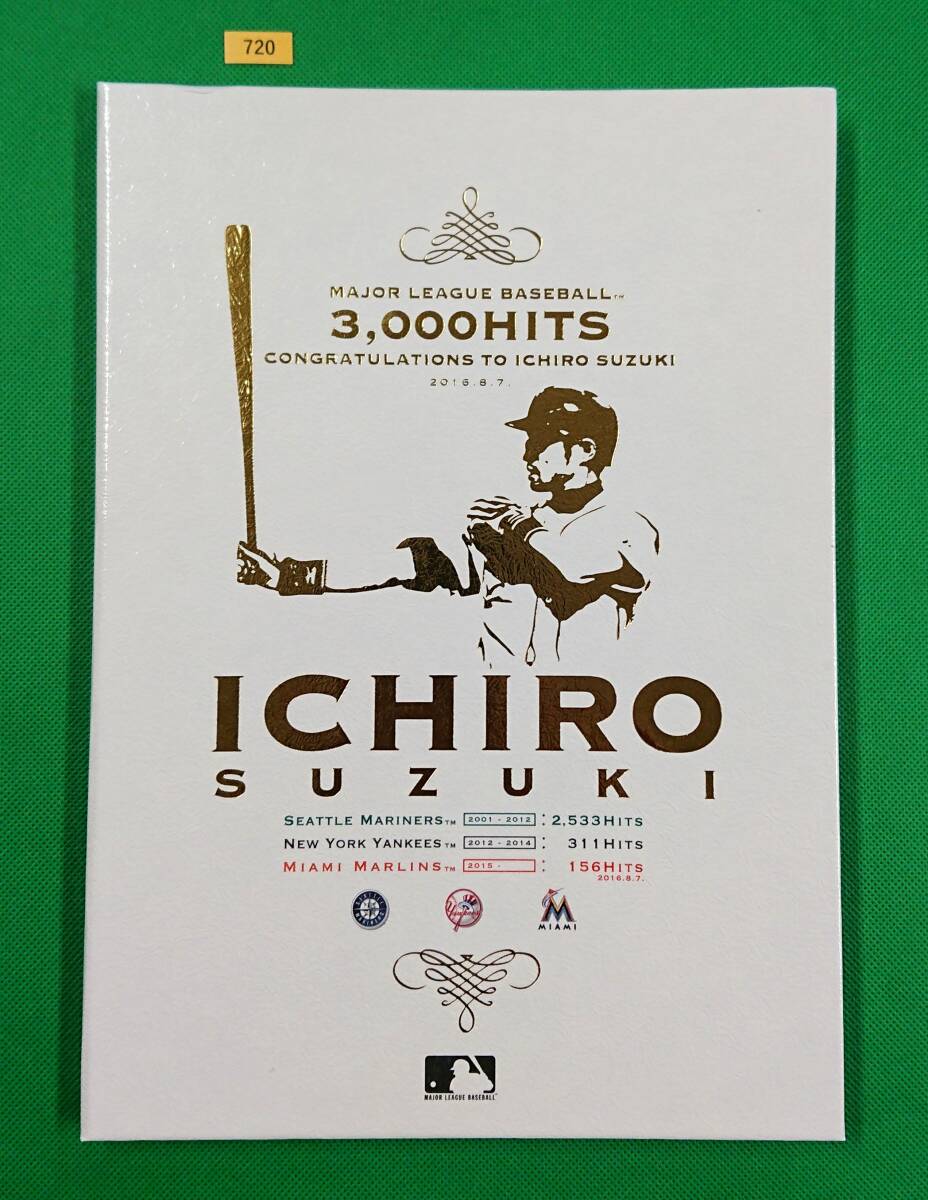 720
MAJOR LEAGUE BASEBALL™
3,000HITS
CONGRATULATIONS TO ICHIRO SUZUKI
2016.8.7.
ICHIRO
SUZUKI
SEATTLE MARINERS™ 2001 - 2012 : 2,533HITS
NEW YORK YANKEES™ 2012 - 2014 : 311HITS
MIAMI MARLINS™ 2015 - : 156HITS
2016.8.7.
Yankees
MIAMI
MAJOR LEAGUE BASEBALL